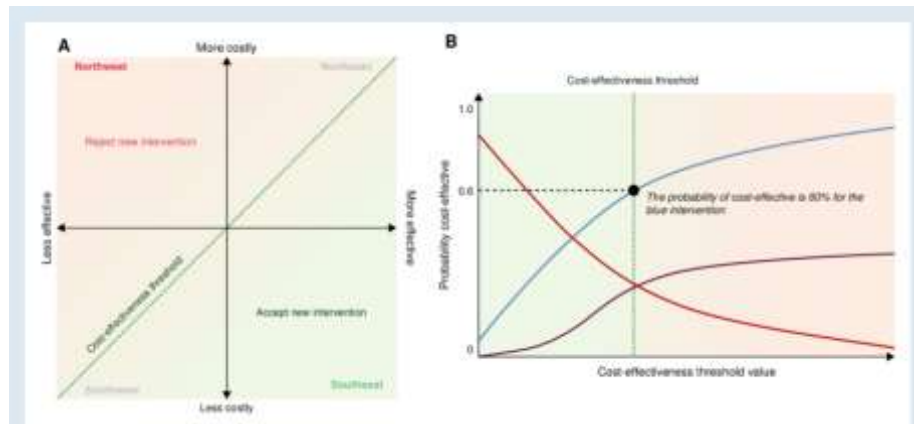 A
More costly
Northwest
Northeast
Reject new intervention
Less effective
More effective
Cost-effectiveness threshold
Accept new intervention
Southwest
Southeast
Less costly
B
Cost-effectiveness threshold
1.0
Probability cost-effective
0.6
The probability of cost-effective is 60% for the
blue intervention
0
Cost-effectiveness threshold value